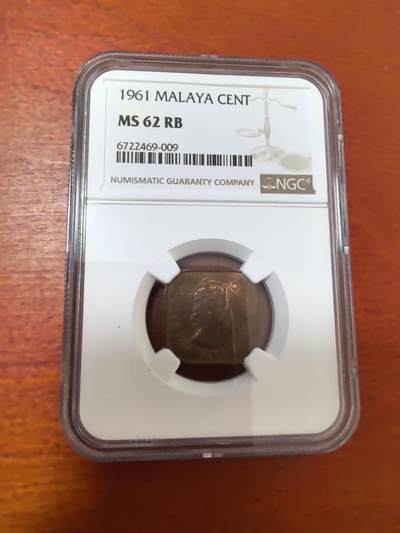 1961 MALAYA CENT
MS 62 RB
6722469-009
NUMISMATIC GUARANTY COMPANY
NGC